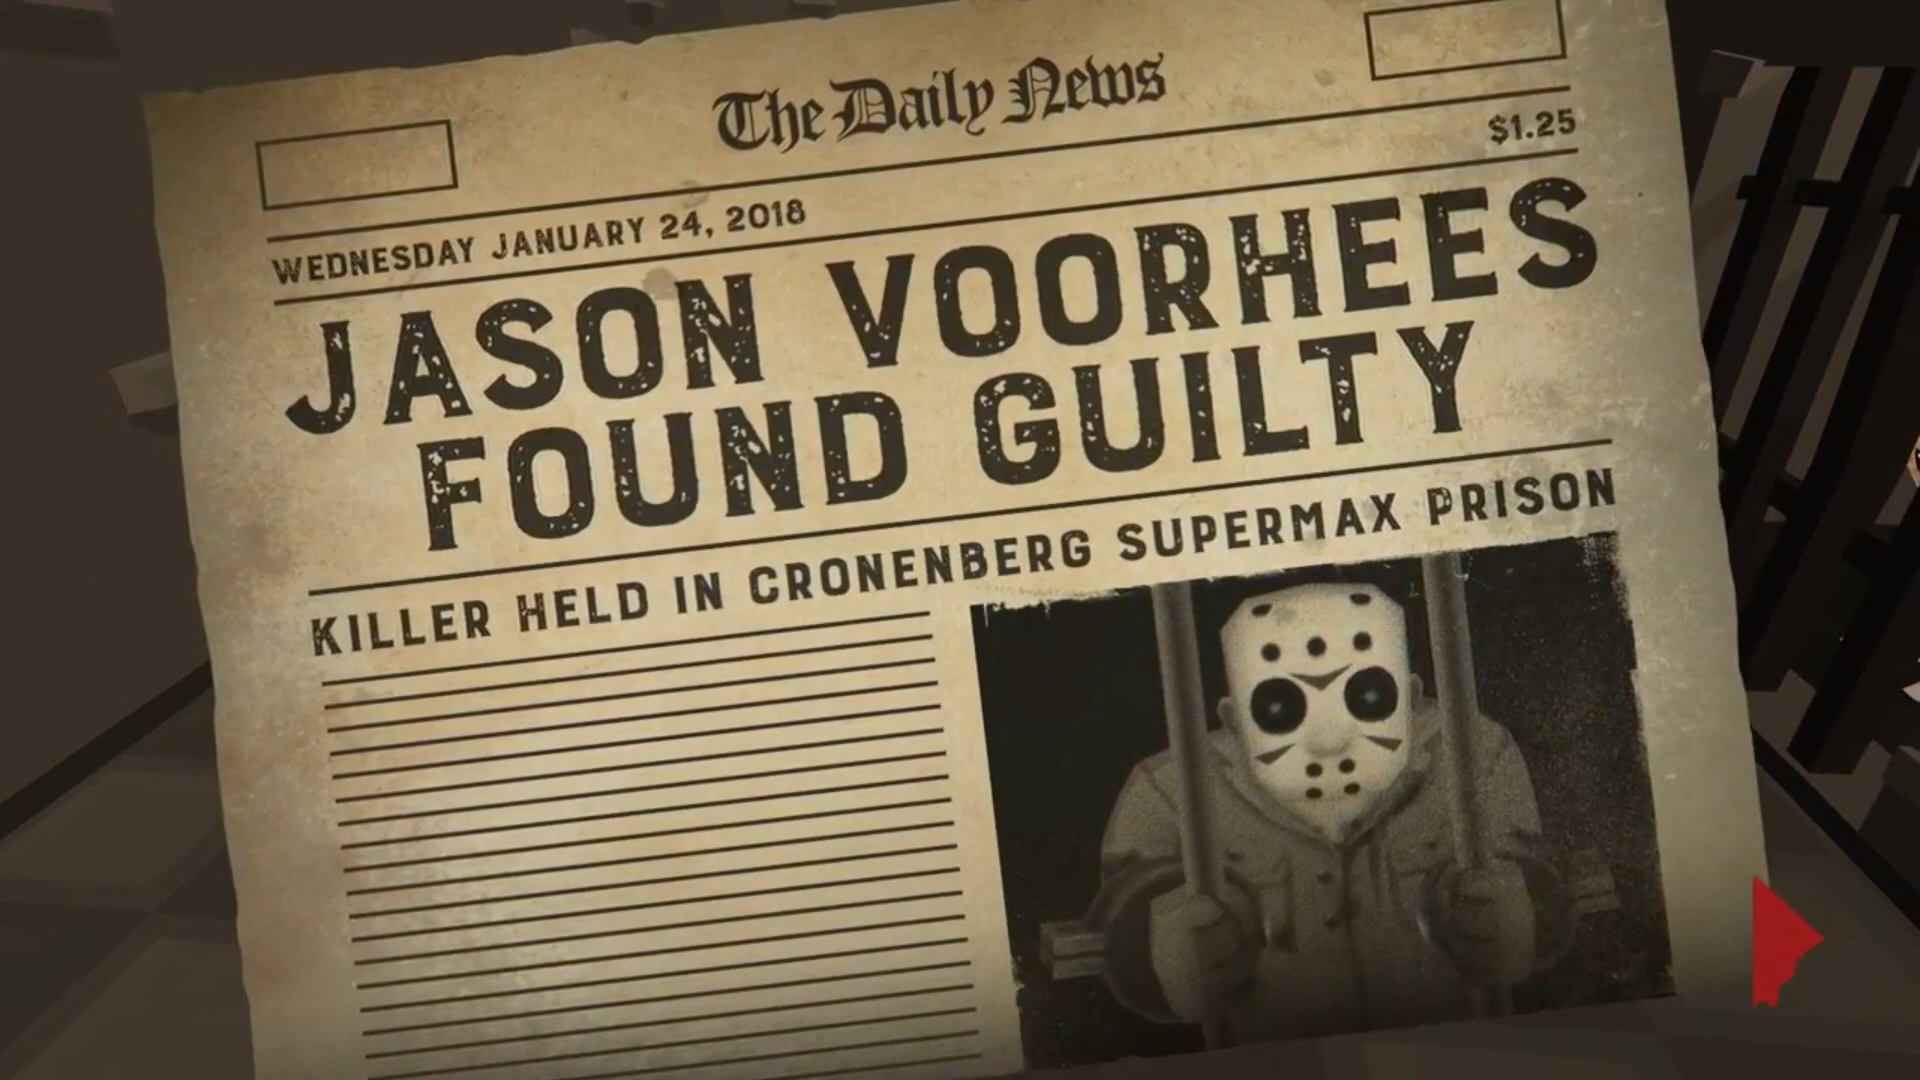 The Daily News
$1.25
WEDNESDAY JANUARY 24, 2018
JASON VOORHEES
FOUND GUILTY
KILLER HELD IN CRONENBERG SUPERMAX PRISON